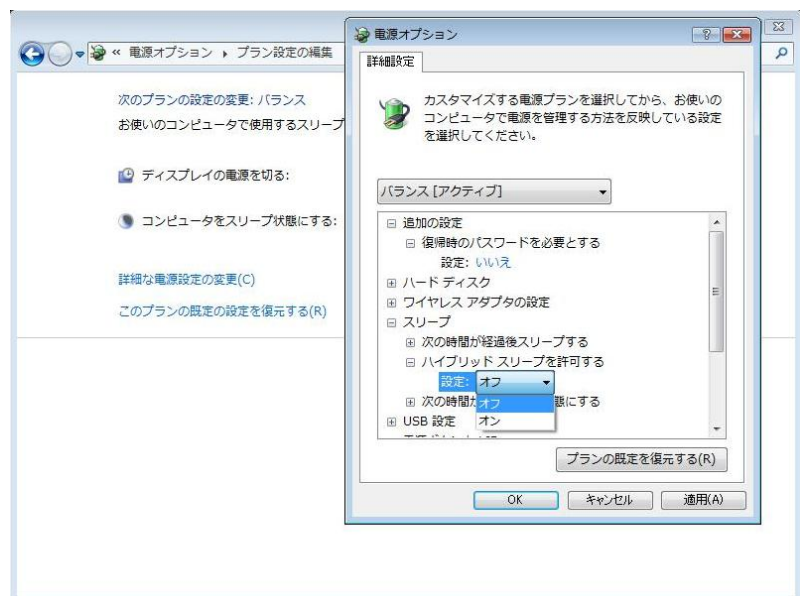 電源オプション
« 電源オプション ▸ プラン設定の編集
詳細設定
次のプランの設定の変更: バランス
お使いのコンピュータで使用するスリープ
カスタマイズする電源プランを選択してから、お使いの
コンピュータで電源を管理する方法を反映している設定
を選択してください。
ディスプレイの電源を切る:
コンピュータをスリープ状態にする:
詳細な電源設定の変更(C)
このプランの既定の設定を復元する(R)
バランス [アクティブ]
追加の設定
復帰時のパスワードを必要とする
設定: いいえ
ハード ディスク
ワイヤレス アダプタの設定
スリープ
次の時間が経過後スリープする
ハイブリッド スリープを許可する
設定: オフ
次の時間が
オフ
態にする
USB 設定
オン
プランの既定を復元する(R)
OK
キャンセル
適用(A)